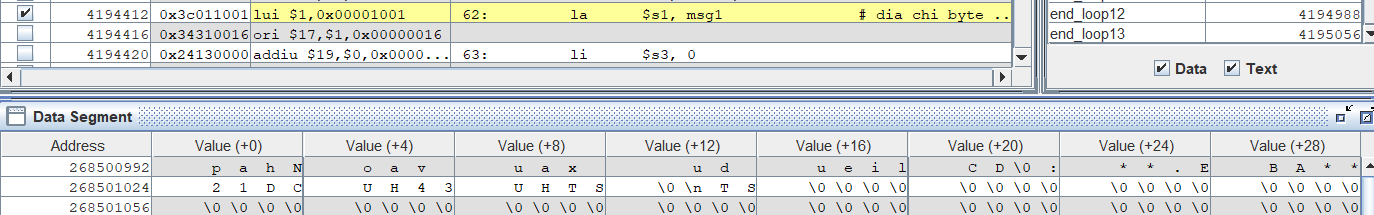 4194412 0x3c011001 lui $1,0x00001001 62: la $s1, msg1 # dia chi byte ..
4194416 0x34310016 ori $17,$1,0x00000016
4194420 0x24130000 addiu $19,$0,0x0000... 63: li $s3, 0
end_loop12 4194988
end_loop13 4195056
Data Text
Data Segment
Address Value (+0) Value (+4) Value (+8) Value (+12) Value (+16) Value (+20) Value (+24) Value (+28)
268500992 p a h N o a v u a x u d u e i l C D \0 : * * . E B A * *
268501024 2 1 D C U H 4 3 U H T S \0 \n T S \0 \0 \0 \0 \0 \0 \0 \0 \0 \0 \0 \0 \0 \0 \0 \0
268501056 \0 \0 \0 \0 \0 \0 \0 \0 \0 \0 \0 \0 \0 \0 \0 \0 \0 \0 \0 \0 \0 \0 \0 \0 \0 \0 \0 \0 \0 \0 \0 \0